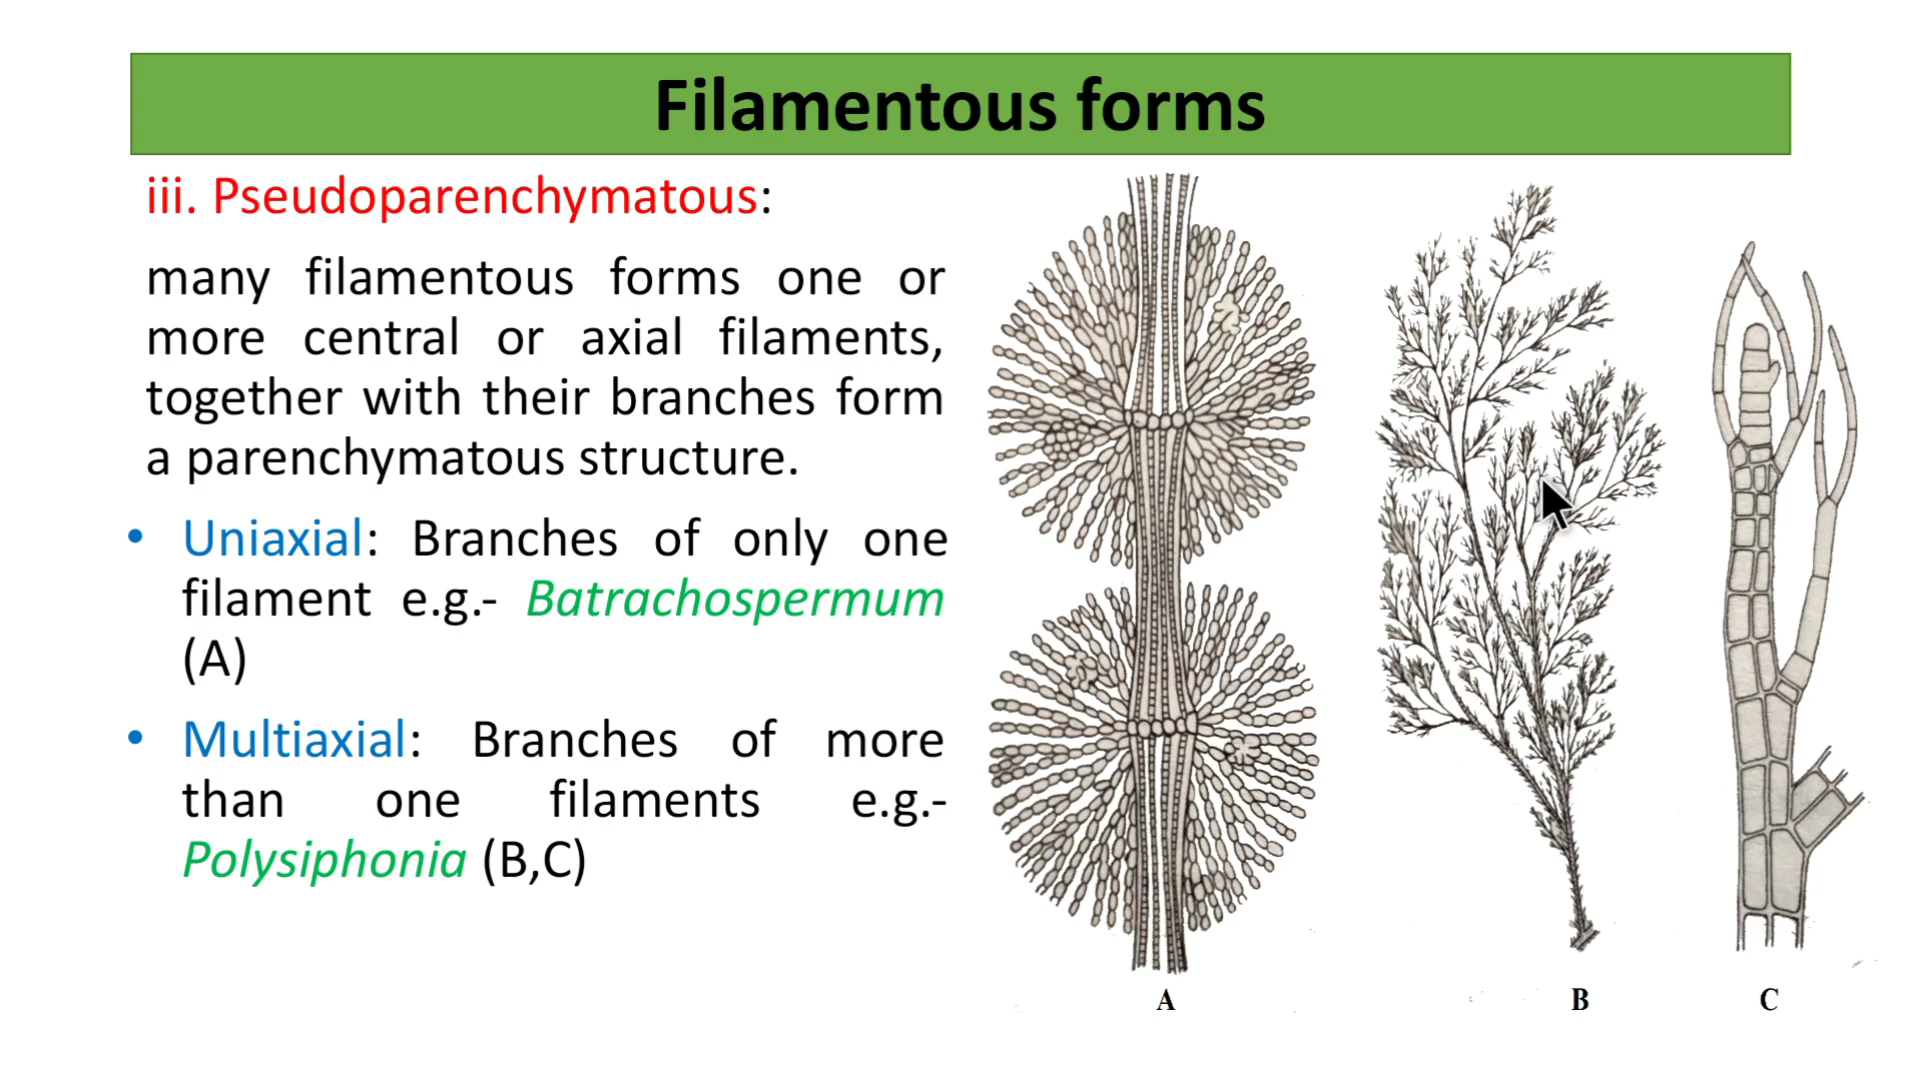 Filamentous forms
iii. Pseudoparenchymatous:
many filamentous forms one or
more central or axial filaments,
together with their branches form
a parenchymatous structure.
• Uniaxial: Branches of only one
filament e.g.- Batrachospermum
(A)
• Multiaxial: Branches of more
than one filaments e.g.-
Polysiphonia (B,C)
A B C